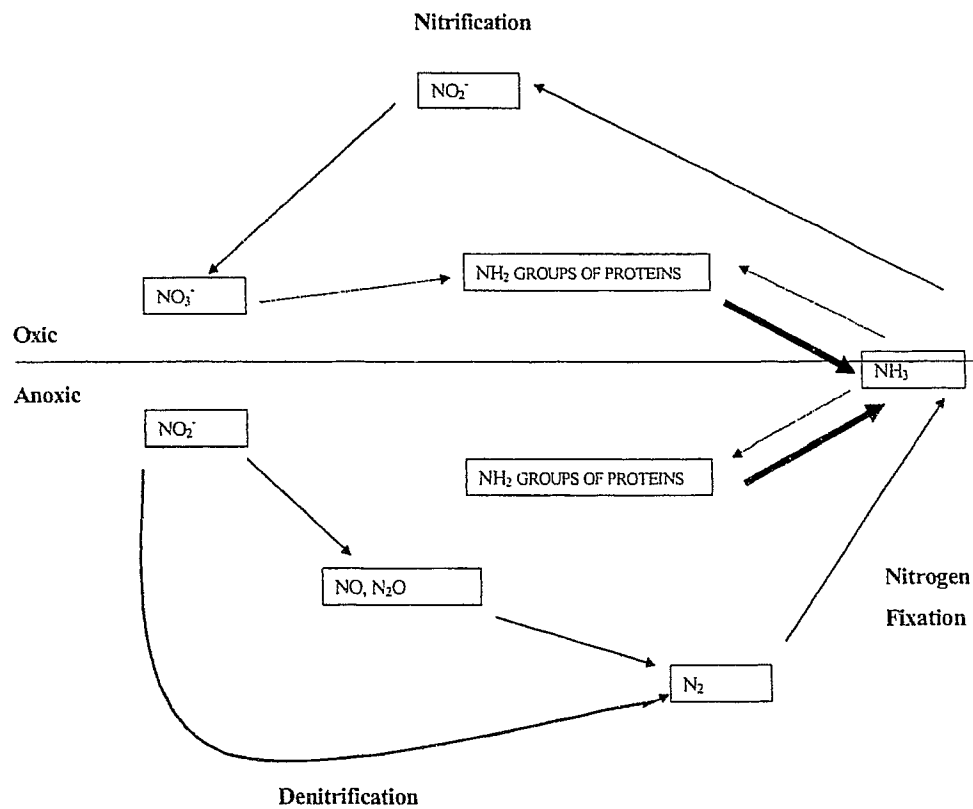 Nitrification
NO₂⁻
NH₂ GROUPS OF PROTEINS
NO₃⁻
Oxic
NH₃
Anoxic
NO₂⁻
NH₂ GROUPS OF PROTEINS
NO, N₂O
Nitrogen
Fixation
N₂
Denitrification